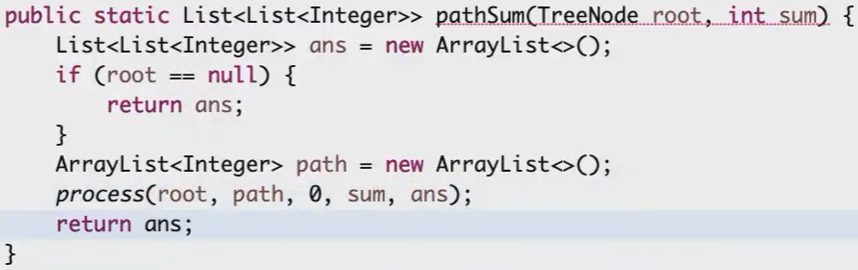 public static List<List<Integer>> pathSum(TreeNode root, int sum) {
    List<List<Integer>> ans = new ArrayList<>();
    if (root == null) {
        return ans;
    }
    ArrayList<Integer> path = new ArrayList<>();
    process(root, path, 0, sum, ans);
    return ans;
}